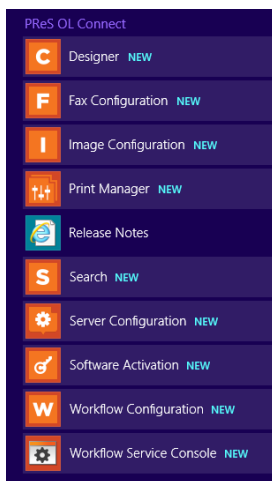 PReS OL Connect
C Designer NEW
F Fax Configuration NEW
I Image Configuration NEW
Print Manager NEW
Release Notes
S Search NEW
Server Configuration NEW
Software Activation NEW
W Workflow Configuration NEW
Workflow Service Console NEW